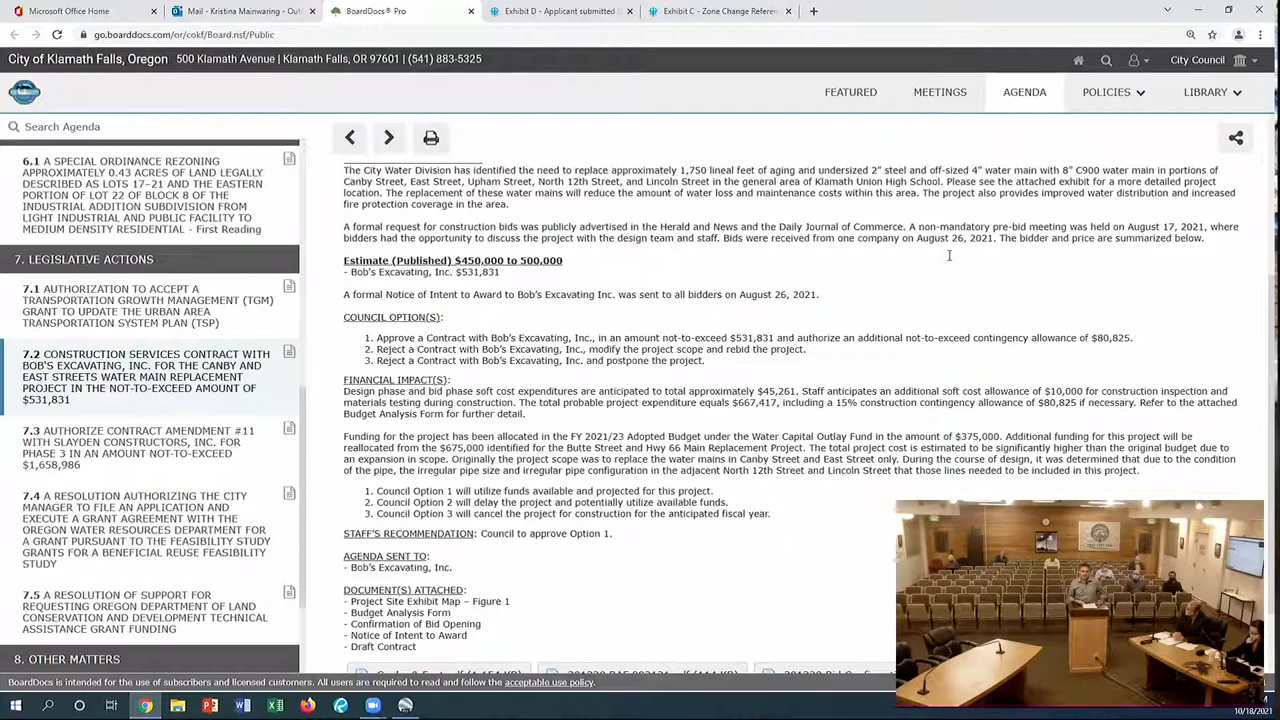 Microsoft Office Home
Mail - Kristina Mainwaring - Out
BoardDocs® Pro
Exhibit D - Applicant submitted
Exhibit C - Zone Change Refere
go.boarddocs.com/or/cokf/Board.nsf/Public
City of Klamath Falls, Oregon 500 Klamath Avenue | Klamath Falls, OR 97601 | (541) 883-5325
City Council
FEATURED MEETINGS AGENDA POLICIES LIBRARY
Search Agenda
6.1 A SPECIAL ORDINANCE REZONING
APPROXIMATELY 0.43 ACRES OF LAND LEGALLY
DESCRIBED AS LOTS 17-21 AND THE EASTERN
PORTION OF LOT 22 OF BLOCK 8 OF THE
INDUSTRIAL ADDITION SUBDIVISION FROM
LIGHT INDUSTRIAL AND PUBLIC FACILITY TO
MEDIUM DENSITY RESIDENTIAL - First Reading
7. LEGISLATIVE ACTIONS
7.1 AUTHORIZATION TO ACCEPT A
TRANSPORTATION GROWTH MANAGEMENT (TGM)
GRANT TO UPDATE THE URBAN AREA
TRANSPORTATION SYSTEM PLAN (TSP)
7.2 CONSTRUCTION SERVICES CONTRACT WITH
BOB'S EXCAVATING, INC. FOR THE CANBY AND
EAST STREETS WATER MAIN REPLACEMENT
PROJECT IN THE NOT-TO-EXCEED AMOUNT OF
$531,831
7.3 AUTHORIZE CONTRACT AMENDMENT #11
WITH SLAYDEN CONSTRUCTORS, INC. FOR
PHASE 3 IN AN AMOUNT NOT-TO-EXCEED
$1,658,986
7.4 A RESOLUTION AUTHORIZING THE CITY
MANAGER TO FILE AN APPLICATION AND
EXECUTE A GRANT AGREEMENT WITH THE
OREGON WATER RESOURCES DEPARTMENT FOR
A GRANT PURSUANT TO THE FEASIBILITY STUDY
GRANTS FOR A BENEFICIAL REUSE FEASIBILITY
STUDY
7.5 A RESOLUTION OF SUPPORT FOR
REQUESTING OREGON DEPARTMENT OF LAND
CONSERVATION AND DEVELOPMENT TECHNICAL
ASSISTANCE GRANT FUNDING
8. OTHER MATTERS
The City Water Division has identified the need to replace approximately 1,750 lineal feet of aging and undersized 2" steel and off-sized 4" water main with 8" C900 water main in portions of
Canby Street, East Street, Upham Street, North 12th Street, and Lincoln Street in the general area of Klamath Union High School. Please see the attached exhibit for a more detailed project
location. The replacement of these water mains will reduce the amount of water loss and maintenance costs within this area. The project also provides improved water distribution and increased
fire protection coverage in the area.
A formal request for construction bids was publicly advertised in the Herald and News and the Daily Journal of Commerce. A non-mandatory pre-bid meeting was held on August 17, 2021, where
bidders had the opportunity to discuss the project with the design team and staff. Bids were received from one company on August 26, 2021. The bidder and price are summarized below.
Estimate (Published) $450,000 to 500,000
- Bob's Excavating, Inc. $531,831
A formal Notice of Intent to Award to Bob's Excavating Inc. was sent to all bidders on August 26, 2021.
COUNCIL OPTION(S):
1. Approve a Contract with Bob's Excavating, Inc., in an amount not-to-exceed $531,831 and authorize an additional not-to-exceed contingency allowance of $80,825.
2. Reject a Contract with Bob's Excavating, Inc., modify the project scope and rebid the project.
3. Reject a Contract with Bob's Excavating, Inc. and postpone the project.
FINANCIAL IMPACT(S):
Design phase and bid phase soft cost expenditures are anticipated to total approximately $45,261. Staff anticipates an additional soft cost allowance of $10,000 for construction inspection and
materials testing during construction. The total probable project expenditure equals $667,417, including a 15% construction contingency allowance of $80,825 if necessary. Refer to the attached
Budget Analysis Form for further detail.
Funding for the project has been allocated in the FY 2021/23 Adopted Budget under the Water Capital Outlay Fund in the amount of $375,000. Additional funding for this project will be
reallocated from the $675,000 identified for the Butte Street and Hwy 66 Main Replacement Project. The total project cost is estimated to be significantly higher than the original budget due to
an expansion in scope. Originally the project scope was to replace the water mains in Canby Street and East Street only. During the course of design, it was determined that due to the condition
of the pipe, the irregular pipe size and irregular pipe configuration in the adjacent North 12th Street and Lincoln Street that those lines needed to be included in this project.
1. Council Option 1 will utilize funds available and projected for this project.
2. Council Option 2 will delay the project and potentially utilize available funds.
3. Council Option 3 will cancel the project for construction for the anticipated fiscal year.
STAFF'S RECOMMENDATION: Council to approve Option 1.
AGENDA SENT TO:
- Bob's Excavating, Inc.
DOCUMENT(S) ATTACHED:
- Project Site Exhibit Map – Figure 1
- Budget Analysis Form
- Confirmation of Bid Opening
- Notice of Intent to Award
- Draft Contract
BoardDocs is intended for the use of subscribers and licensed customers. All users are required to read and follow the acceptable use policy.
10/18/2021